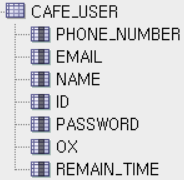 CAFE_USER
PHONE_NUMBER
EMAIL
NAME
ID
PASSWORD
OX
REMAIN_TIME